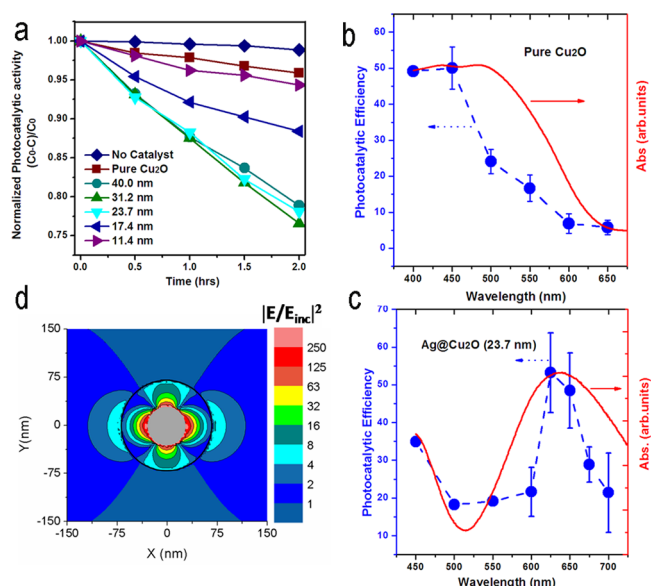 a
Normalized Photocatalytic activity
(Co-C)/C0
1.00
0.95
0.90
0.85
0.80
0.75
No Catalyst
Pure Cu2O
40.0 nm
31.2 nm
23.7 nm
17.4 nm
11.4 nm
0.0 0.5 1.0 1.5 2.0
Time (hrs)
b
Pure Cu2O
Photocatalytic Efficiency
60
50
40
30
20
10
0
Abs (arb.units)
400 450 500 550 600 650
Wavelength (nm)
d
|E/Einc|²
150
75
0
-75
-150
Y(nm)
-150 -75 0 75 150
X (nm)
250
125
63
32
16
8
4
2
1
c
Ag@Cu2O (23.7 nm)
Photocatalytic Efficiency
70
60
50
40
30
20
10
Abs. (arb.units)
450 500 550 600 650 700
Wavelength (nm)